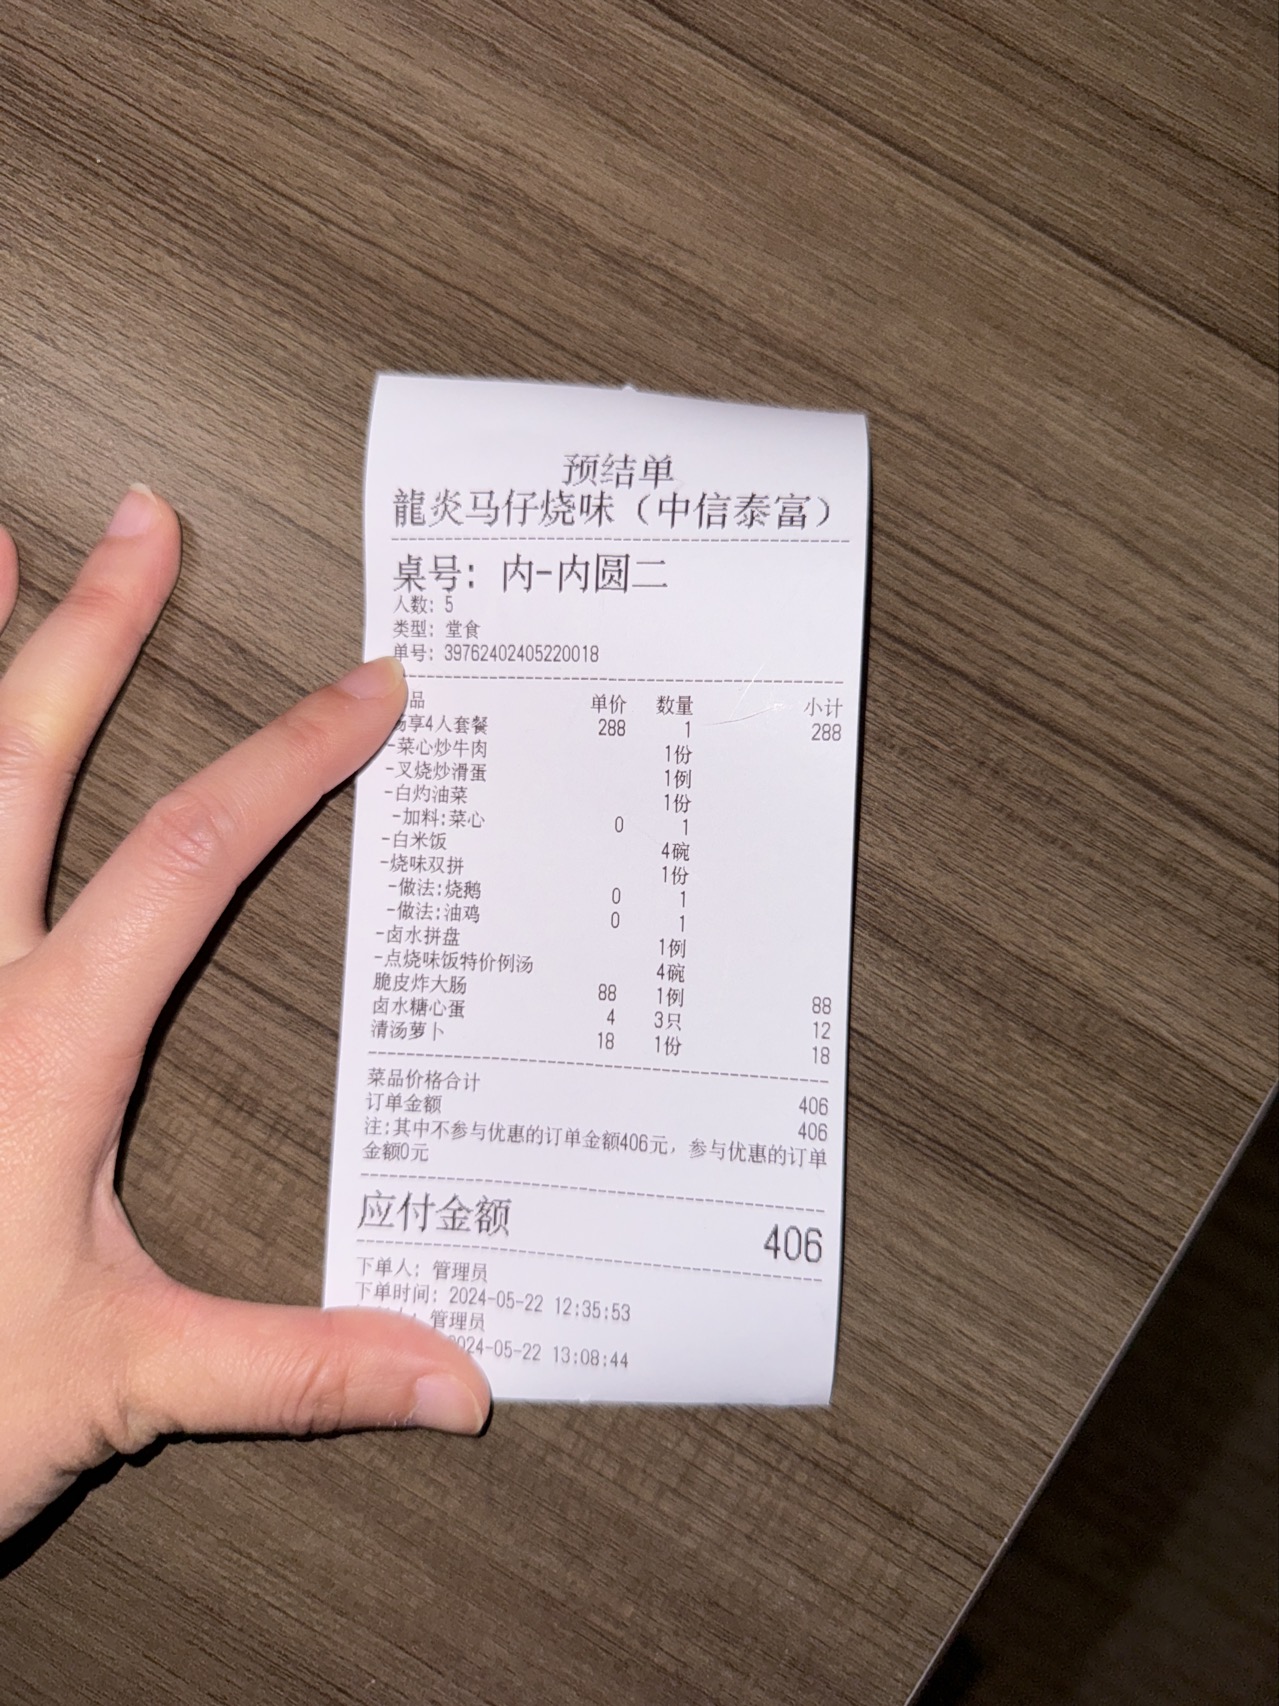 预结单
龍炎马仔烧味（中信泰富）
桌号: 内-内圆二
人数: 5
类型: 堂食
单号: 39762402405220018
品 单价 数量 小计
享4人套餐 288 1 288
-菜心炒牛肉 1份
-叉烧炒滑蛋 1例
-白灼油菜 1份
-加料:菜心 0 1
-白米饭 4碗
-烧味双拼 1份
-做法:烧鹅 0 1
-做法:油鸡 0 1
-卤水拼盘 1例
-点烧味饭特价例汤 4碗
脆皮炸大肠 88 1例 88
卤水糖心蛋 4 3只 12
清汤萝卜 18 1份 18
菜品价格合计 406
订单金额 406
注:其中不参与优惠的订单金额406元, 参与优惠的订单
金额0元
应付金额 406
下单人: 管理员
下单时间: 2024-05-22 12:35:53
管理员
2024-05-22 13:08:44